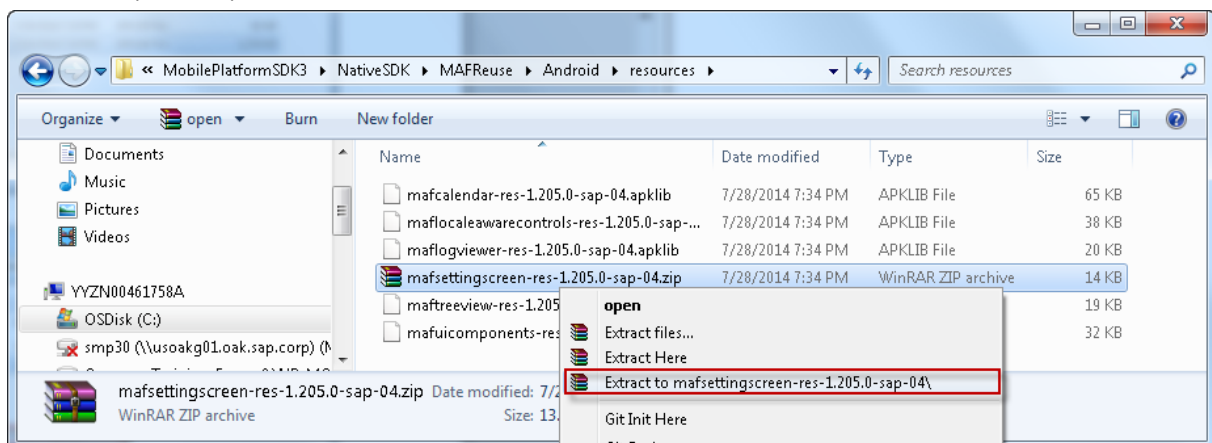 « MobilePlatformSDK3 ▸ NativeSDK ▸ MAFReuse ▸ Android ▸ resources ▸ Search resources
Organize open Burn New folder
Documents
Music
Pictures
Videos
YYZN00461758A
OSDisk (C:)
smp30 (\\usoakg01.oak.sap.corp) (
Name Date modified Type Size
mafcalendar-res-1.205.0-sap-04.apklib 7/28/2014 7:34 PM APKLIB File 65 KB
maflocaleawarecontrols-res-1.205.0-sap-... 7/28/2014 7:34 PM APKLIB File 38 KB
maflogviewer-res-1.205.0-sap-04.apklib 7/28/2014 7:34 PM APKLIB File 20 KB
mafsettingscreen-res-1.205.0-sap-04.zip 7/28/2014 7:34 PM WinRAR ZIP archive 14 KB
maftreeview-res-1.205 19 KB
mafuicomponents-res 32 KB
open
Extract files...
Extract Here
Extract to mafsettingscreen-res-1.205.0-sap-04\
Git Init Here
mafsettingscreen-res-1.205.0-sap-04.zip Date modified: 7/2
WinRAR ZIP archive Size: 13.